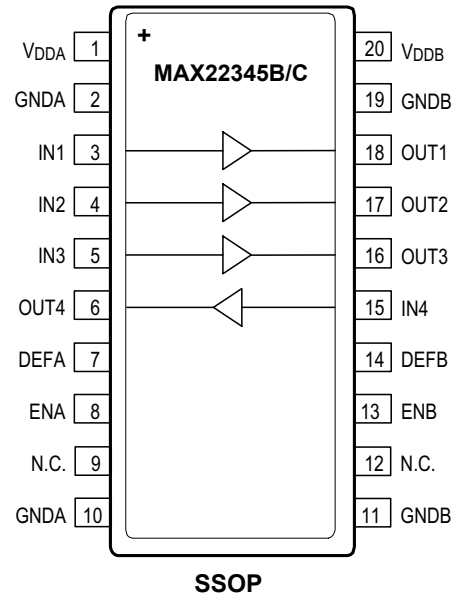 +
MAX22345B/C
VDDA 1 20 VDDB
GNDA 2 19 GNDB
IN1 3 18 OUT1
IN2 4 17 OUT2
IN3 5 16 OUT3
OUT4 6 15 IN4
DEFA 7 14 DEFB
ENA 8 13 ENB
N.C. 9 12 N.C.
GNDA 10 11 GNDB
SSOP